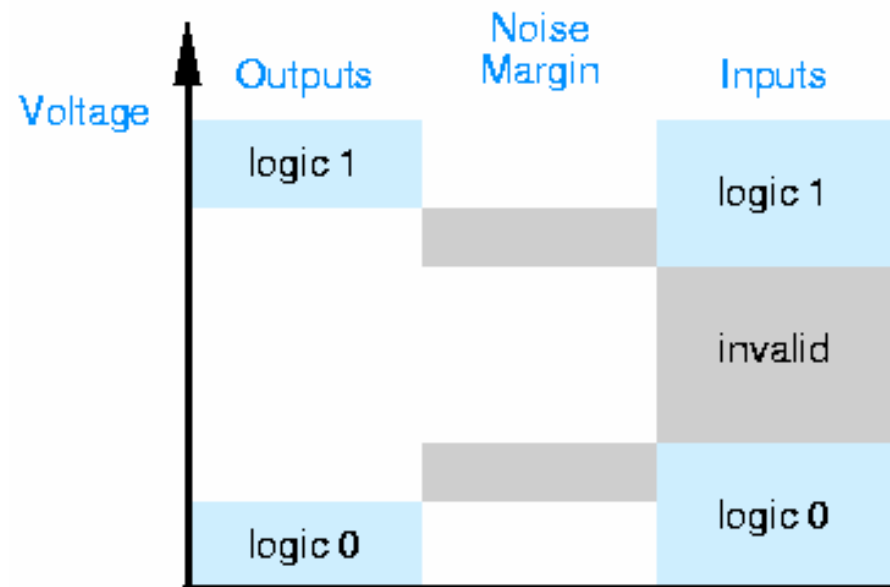 Voltage
Outputs
Noise
Margin
Inputs
logic 1
logic 1
invalid
logic 0
logic 0